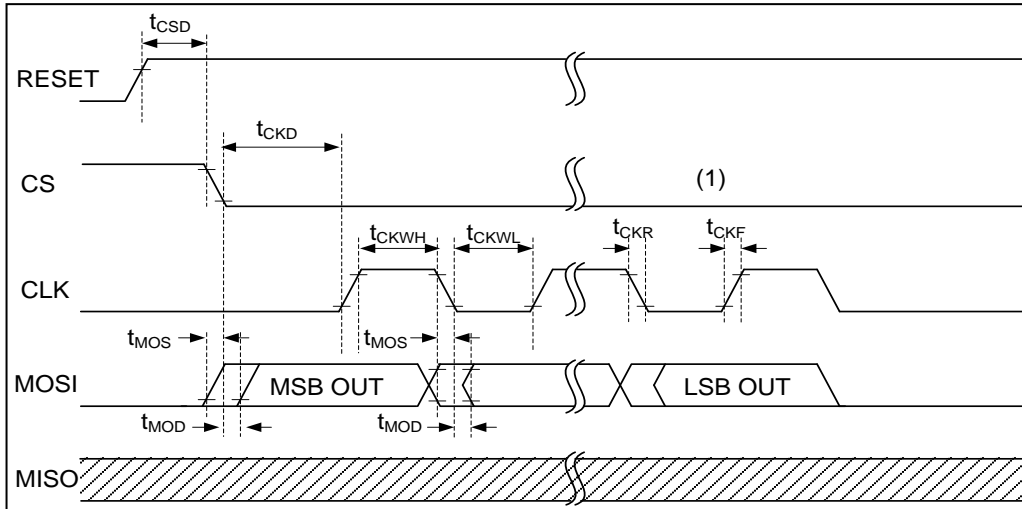 tCSD
RESET
tCKD
CS
(1)
tCKWH tCKWL tCKR tCKF
CLK
tMOS tMOS
MOSI MSB OUT LSB OUT
tMOD tMOD
MISO